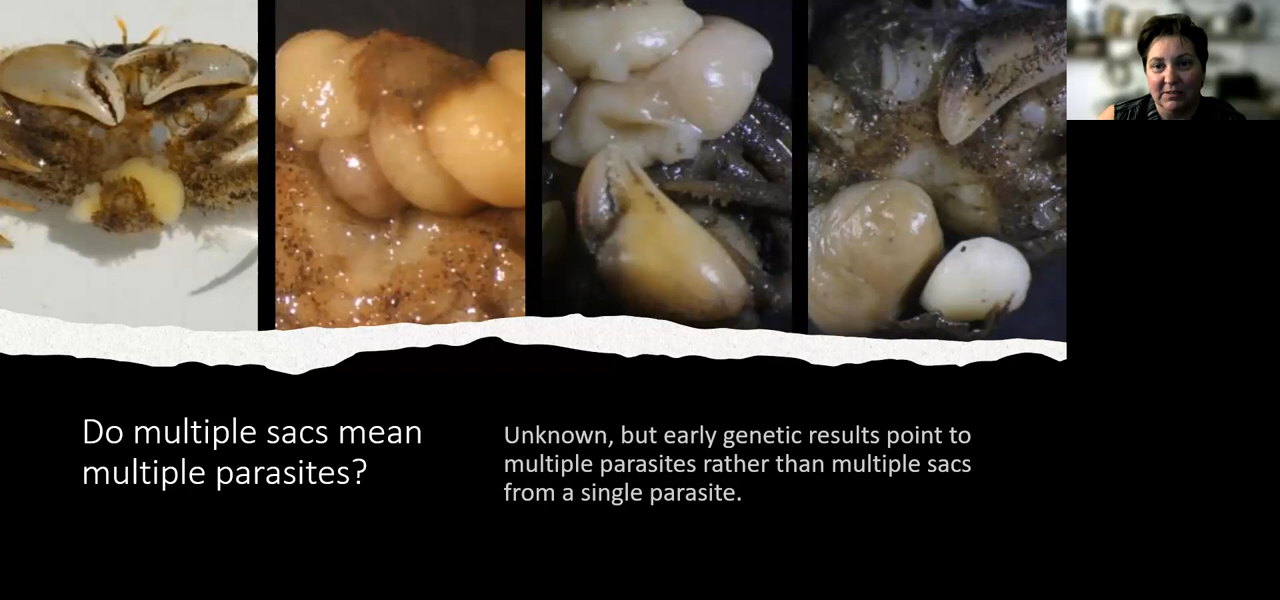 Do multiple sacs mean
multiple parasites?
Unknown, but early genetic results point to
multiple parasites rather than multiple sacs
from a single parasite.